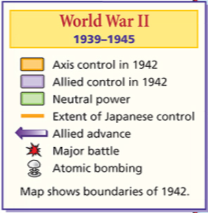 World War II
1939–1945
Axis control in 1942
Allied control in 1942
Neutral power
Extent of Japanese control
Allied advance
Major battle
Atomic bombing
Map shows boundaries of 1942.